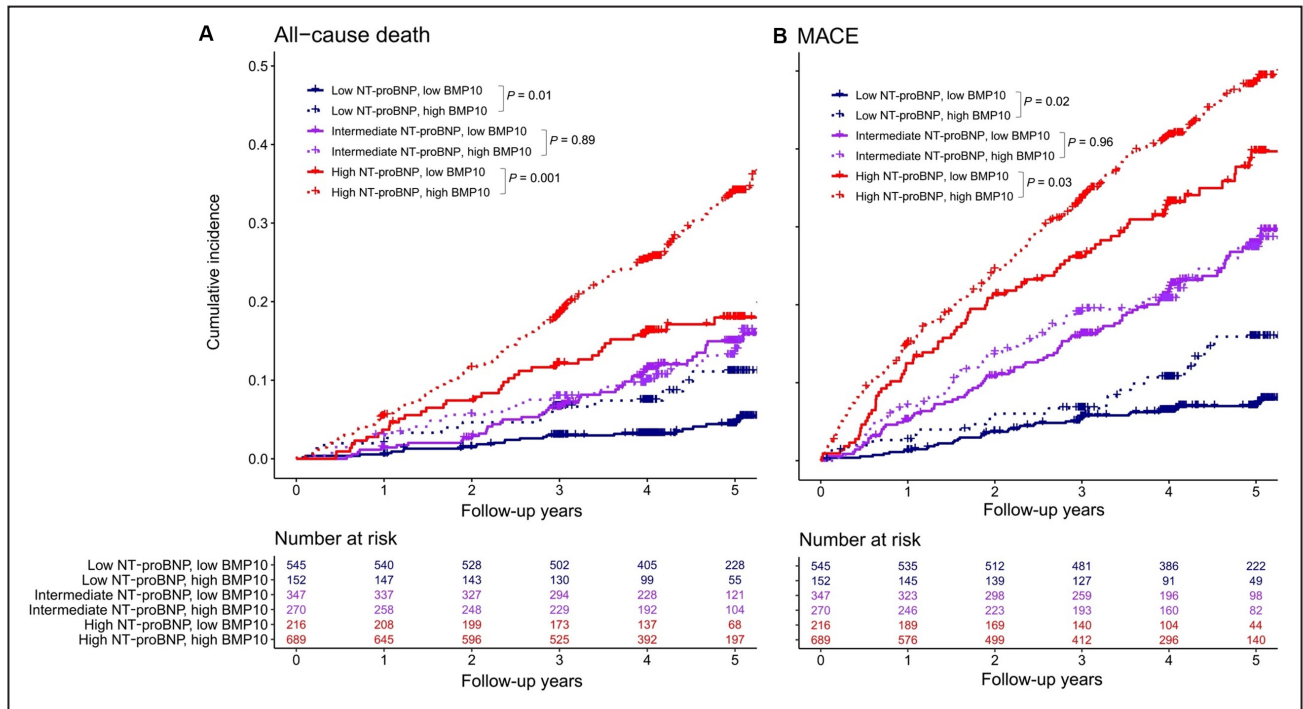 A All−cause death
0.5
0.4
0.3
0.2
0.1
0.0
Cumulative incidence
Low NT-proBNP, low BMP10
Low NT-proBNP, high BMP10
P = 0.01
Intermediate NT-proBNP, low BMP10
Intermediate NT-proBNP, high BMP10
P = 0.89
High NT-proBNP, low BMP10
High NT-proBNP, high BMP10
P = 0.001
0 1 2 3 4 5
Follow-up years
B MACE
Low NT-proBNP, low BMP10
Low NT-proBNP, high BMP10
P = 0.02
Intermediate NT-proBNP, low BMP10
Intermediate NT-proBNP, high BMP10
P = 0.96
High NT-proBNP, low BMP10
High NT-proBNP, high BMP10
P = 0.03
0 1 2 3 4 5
Follow-up years
Number at risk
Low NT-proBNP, low BMP10 545 540 528 502 405 228
Low NT-proBNP, high BMP10 152 147 143 130 99 55
Intermediate NT-proBNP, low BMP10 347 337 327 294 228 121
Intermediate NT-proBNP, high BMP10 270 258 248 229 192 104
High NT-proBNP, low BMP10 216 208 199 173 137 68
High NT-proBNP, high BMP10 689 645 596 525 392 197
0 1 2 3 4 5
Follow-up years
Number at risk
545 535 512 481 386 222
152 145 139 127 91 49
347 323 298 259 196 98
270 246 223 193 160 82
216 189 169 140 104 44
689 576 499 412 296 140
0 1 2 3 4 5
Follow-up years